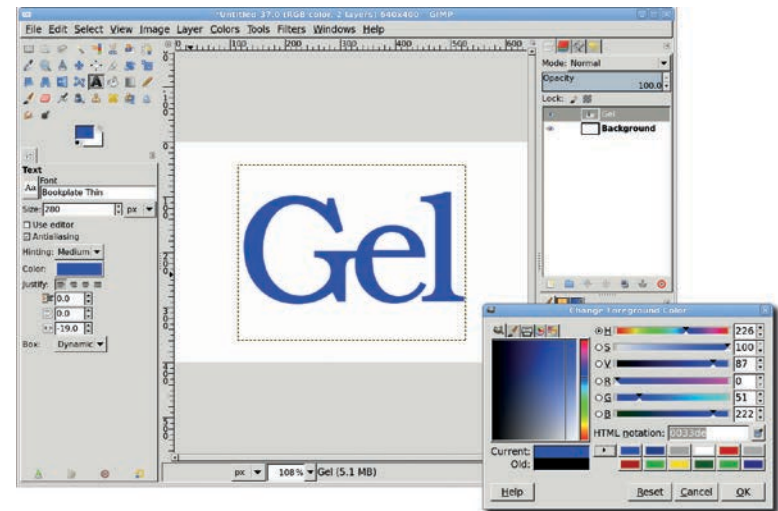 *Untitled 37.0 (RGB color, 2 layers) 640x400 – GIMP
File Edit Select View Image Layer Colors Tools Filters Windows Help
0 100 200 300 400 500 600
Mode: Normal
Opacity
100.0
Lock:
Gel
Background
Text
Font
Aa Bookplate Thin
Size: 280 px
Use editor
Antialiasing
Hinting: Medium
Color:
Justify:
0.0
0.0
-19.0
Box: Dynamic
Gel
px 108% Gel (5.1 MB)
Change Foreground Color
H 226
S 100
V 87
R 0
G 51
B 222
HTML notation: 0033de
Current:
Old:
Help Reset Cancel OK